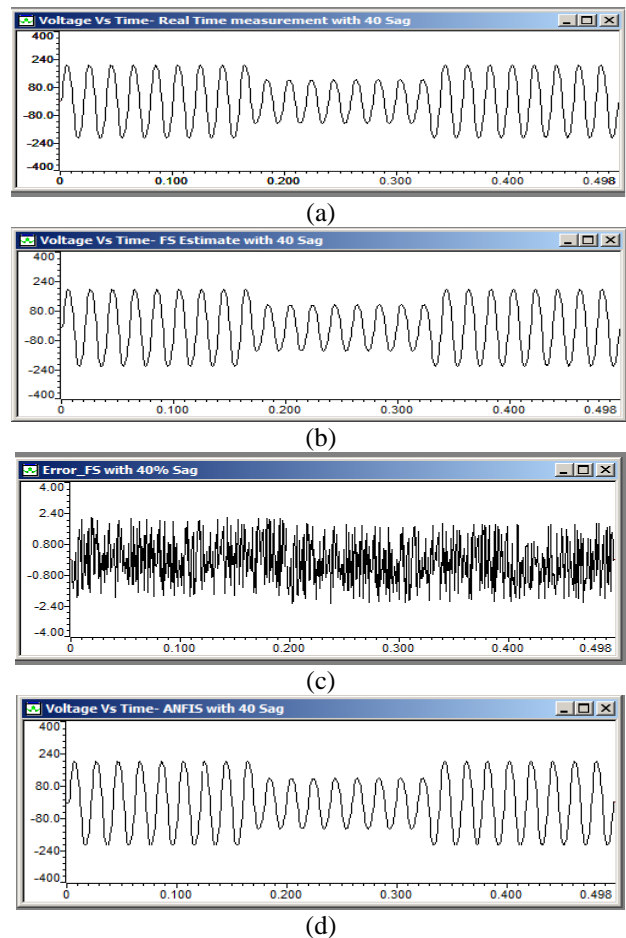 Voltage Vs Time- Real Time measurement with 40 Sag
400
240
80.0
-80.0
-240
-400
0 0.100 0.200 0.300 0.400 0.498
(a)
Voltage Vs Time- FS Estimate with 40 Sag
400
240
80.0
-80.0
-240
-400
0 0.100 0.200 0.300 0.400 0.498
(b)
Error_FS with 40% Sag
4.00
2.40
0.800
-0.800
-2.40
-4.00
0 0.100 0.200 0.300 0.400 0.498
(c)
Voltage Vs Time- ANFIS with 40 Sag
400
240
80.0
-80.0
-240
-400
0 0.100 0.200 0.300 0.400 0.498
(d)